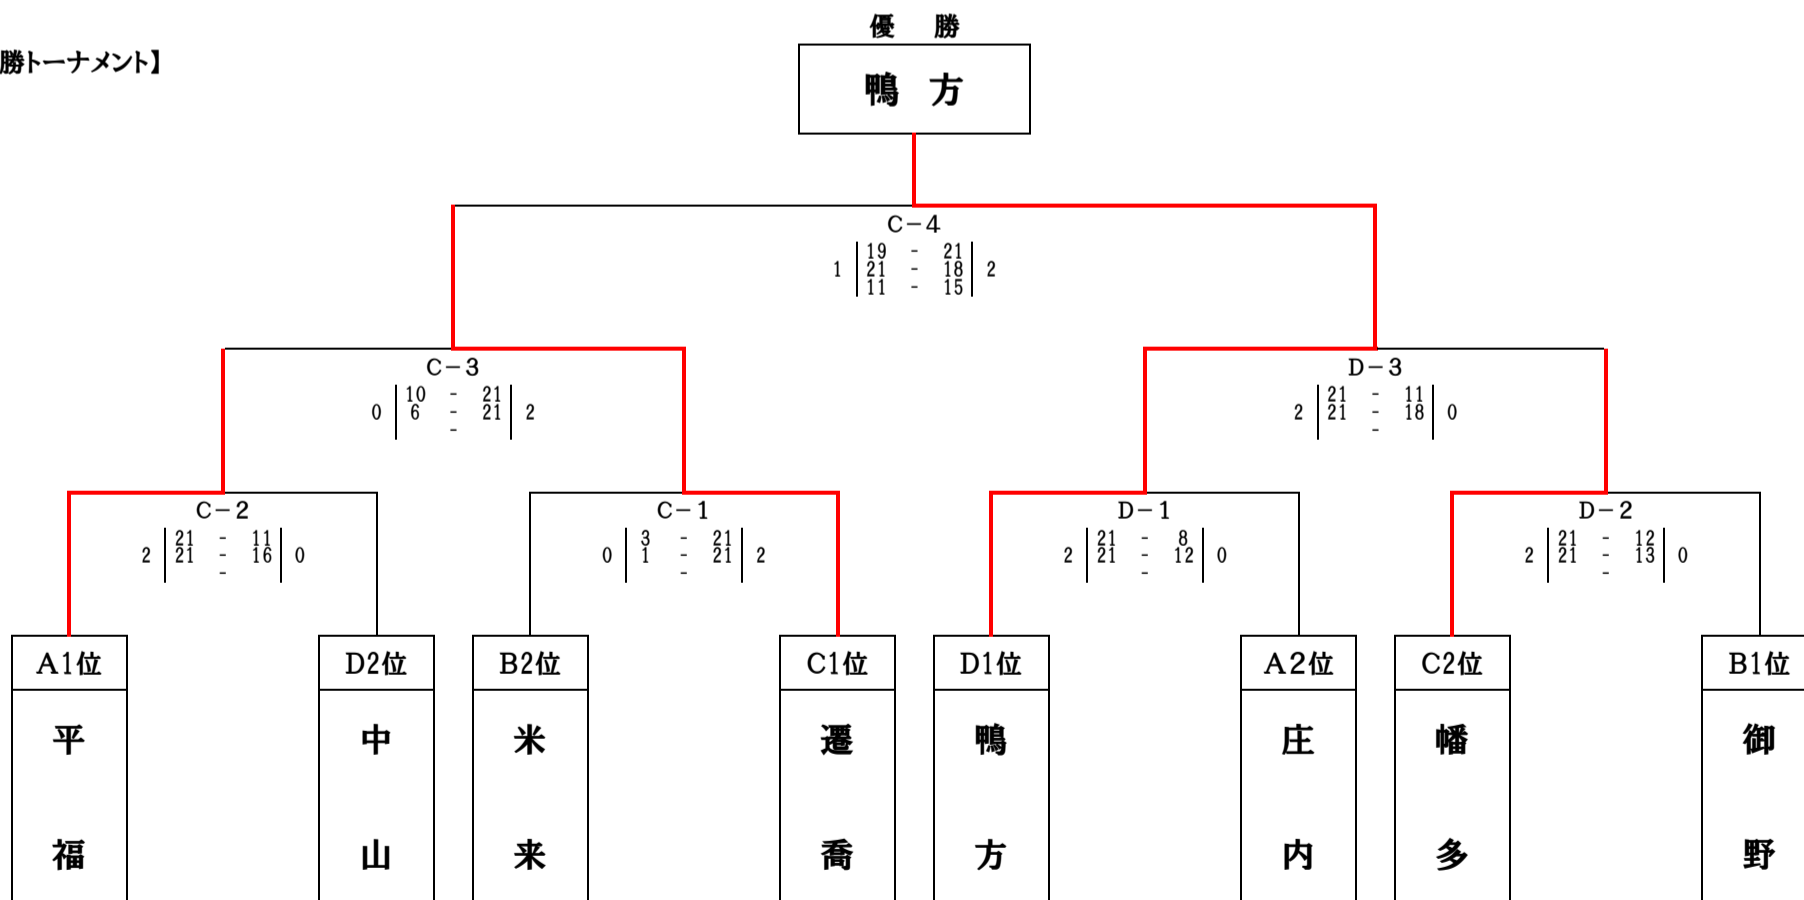 優　勝
勝トーナメント】
鴨　方
C－4
19 - 21
1 21 - 18 2
11 - 15
C－3
10 - 21
0 6 - 21 2
-
D－3
21 - 11
2 21 - 18 0
-
C－2
21 - 11
2 21 - 16 0
-
C－1
3 - 21
0 1 - 21 2
-
D－1
21 - 8
2 21 - 12 0
-
D－2
21 - 12
2 21 - 13 0
-
A1位
D2位
B2位
C1位
D1位
A2位
C2位
B1位
平福
中山
米来
遷喬
鴨方
庄内
幡多
御野